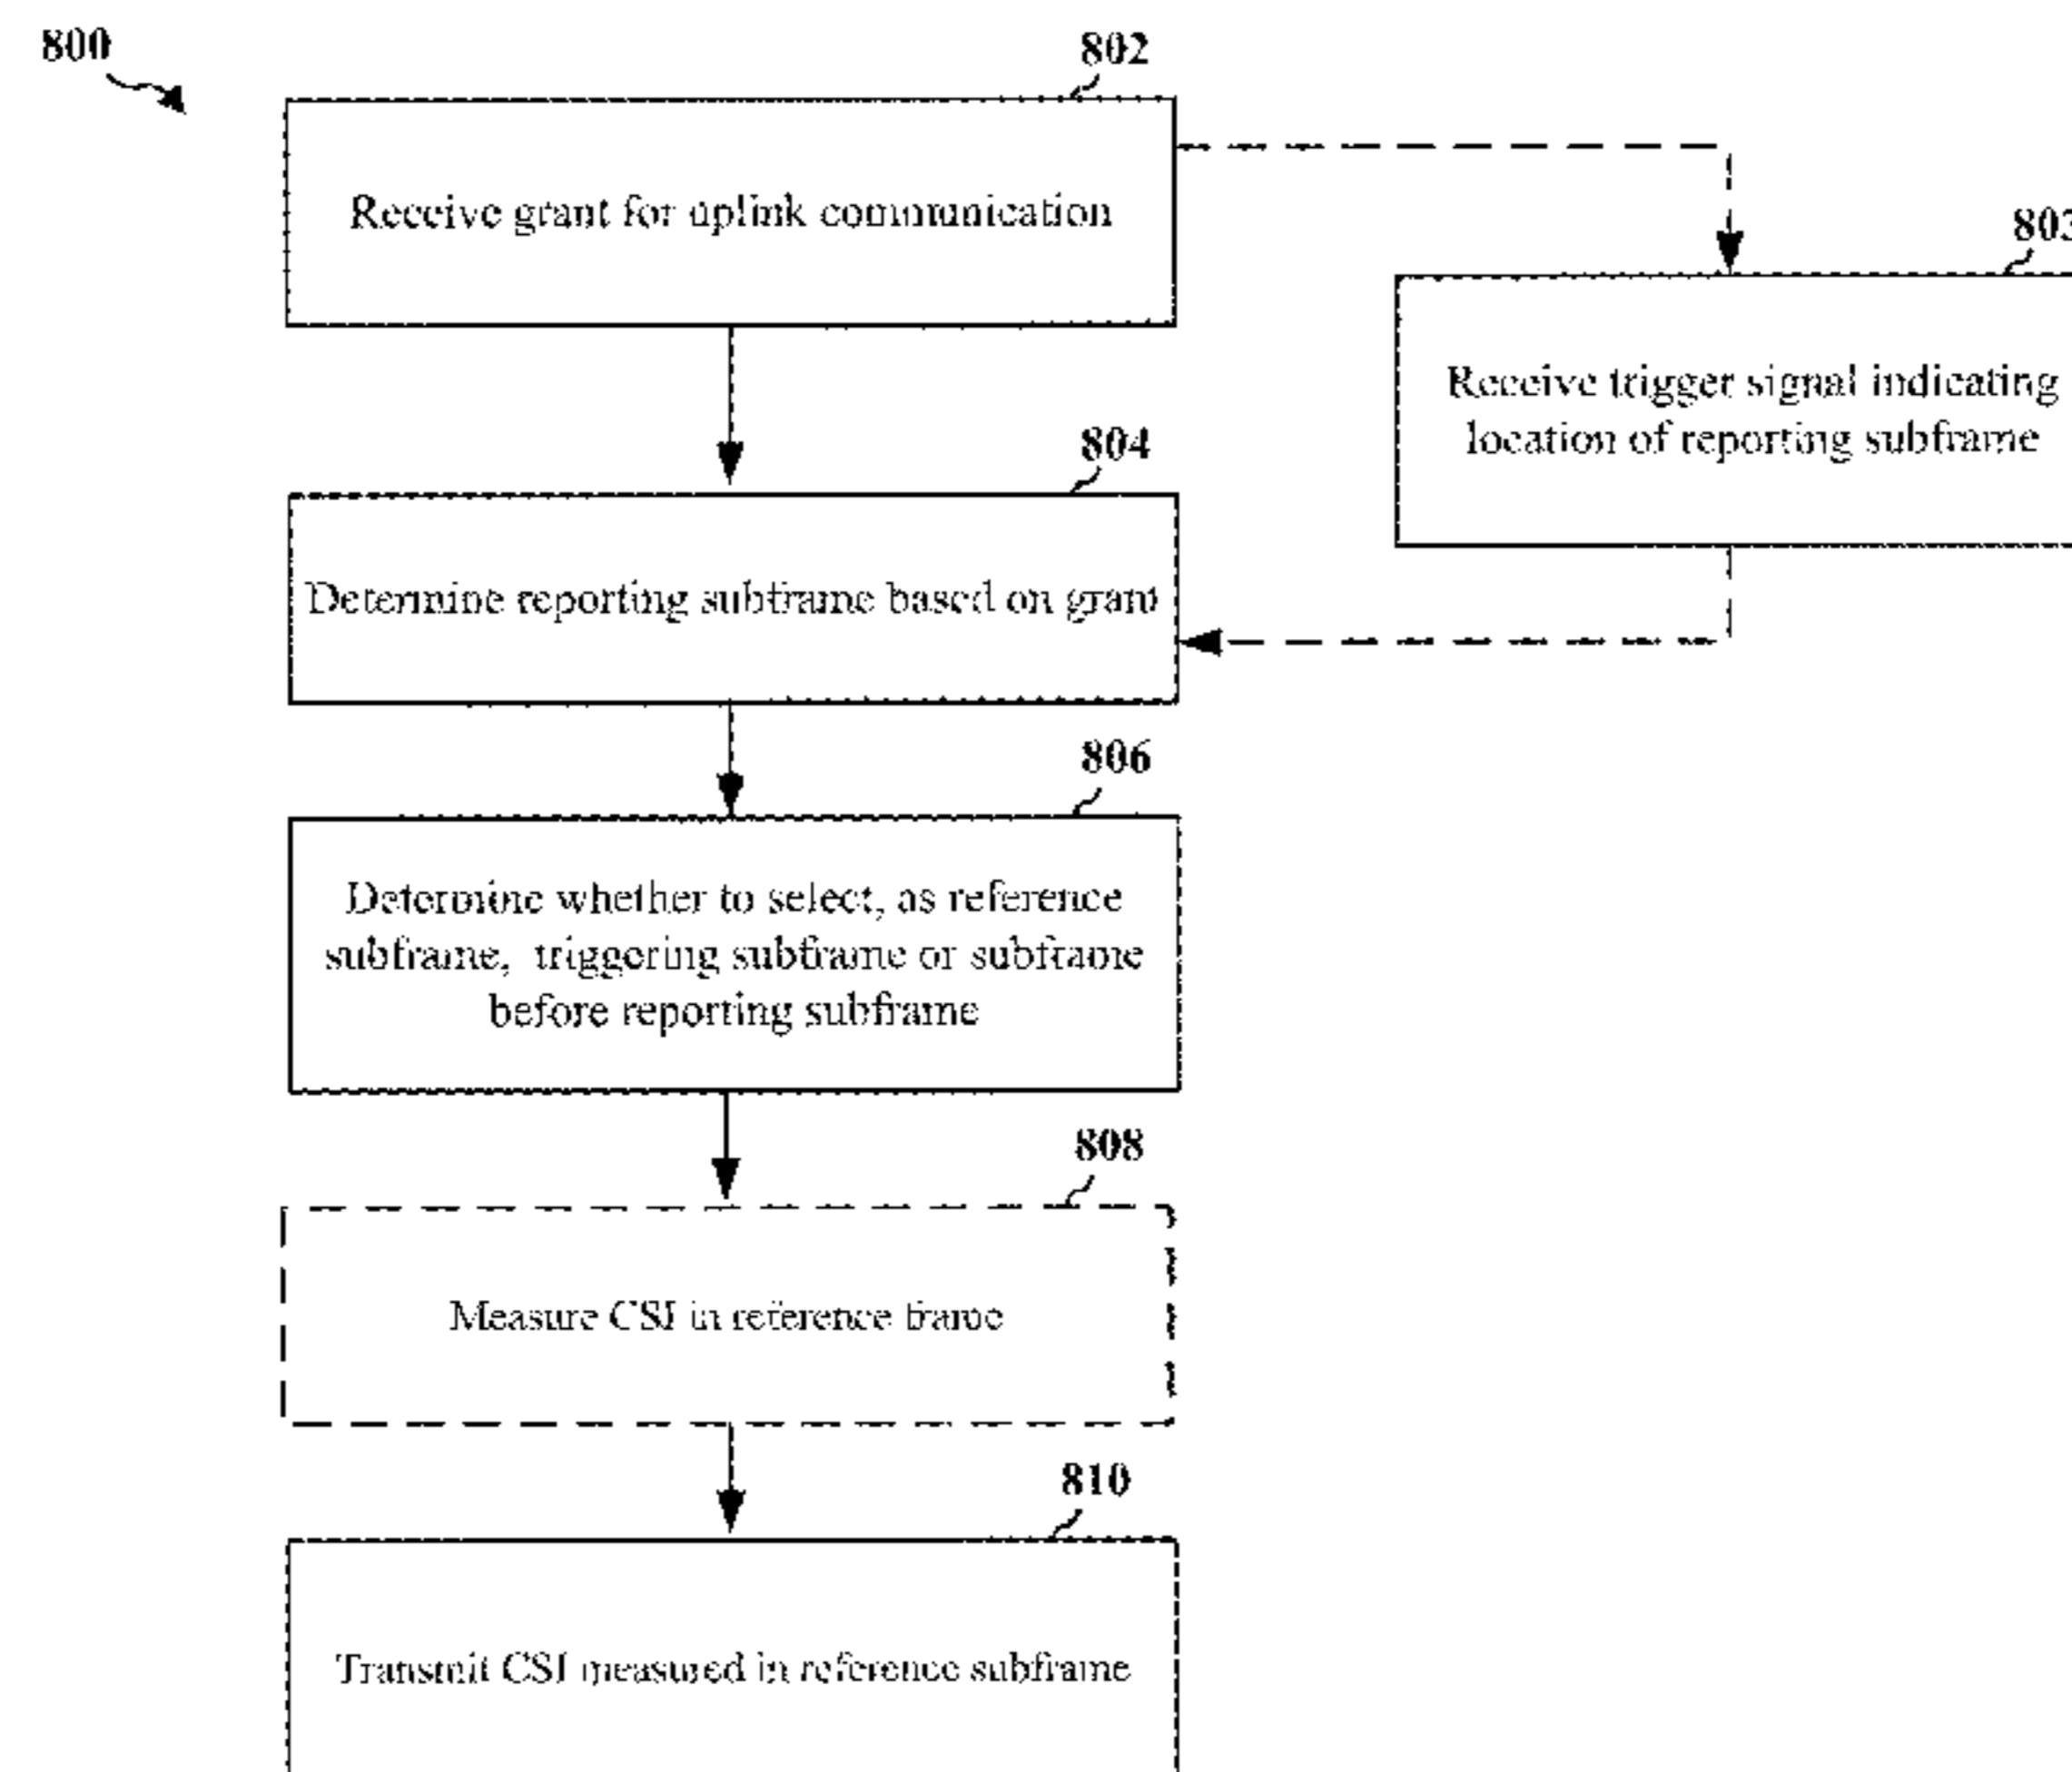 800
802
Receive grant for uplink communication
803
Receive trigger signal indicating
location of reporting subframe
804
Determine reporting subframe based on grant
806
Determine whether to select, as reference
subframe, triggering subframe or subframe
before reporting subframe
808
Measure CSI in reference frame
810
Transmit CSI measured in reference subframe